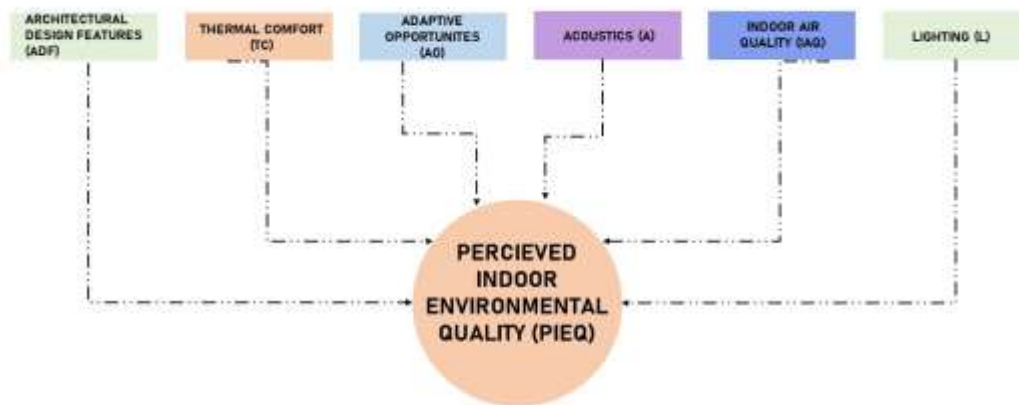 ARCHITECTURAL
DESIGN FEATURES
(ADF)
THERMAL COMFORT
(TC)
ADAPTIVE
OPPORTUNITES
(AO)
ACOUSTICS (A)
INDOOR AIR
QUALITY (IAQ)
LIGHTING (L)
PERCIEVED
INDOOR
ENVIRONMENTAL
QUALITY (PIEQ)